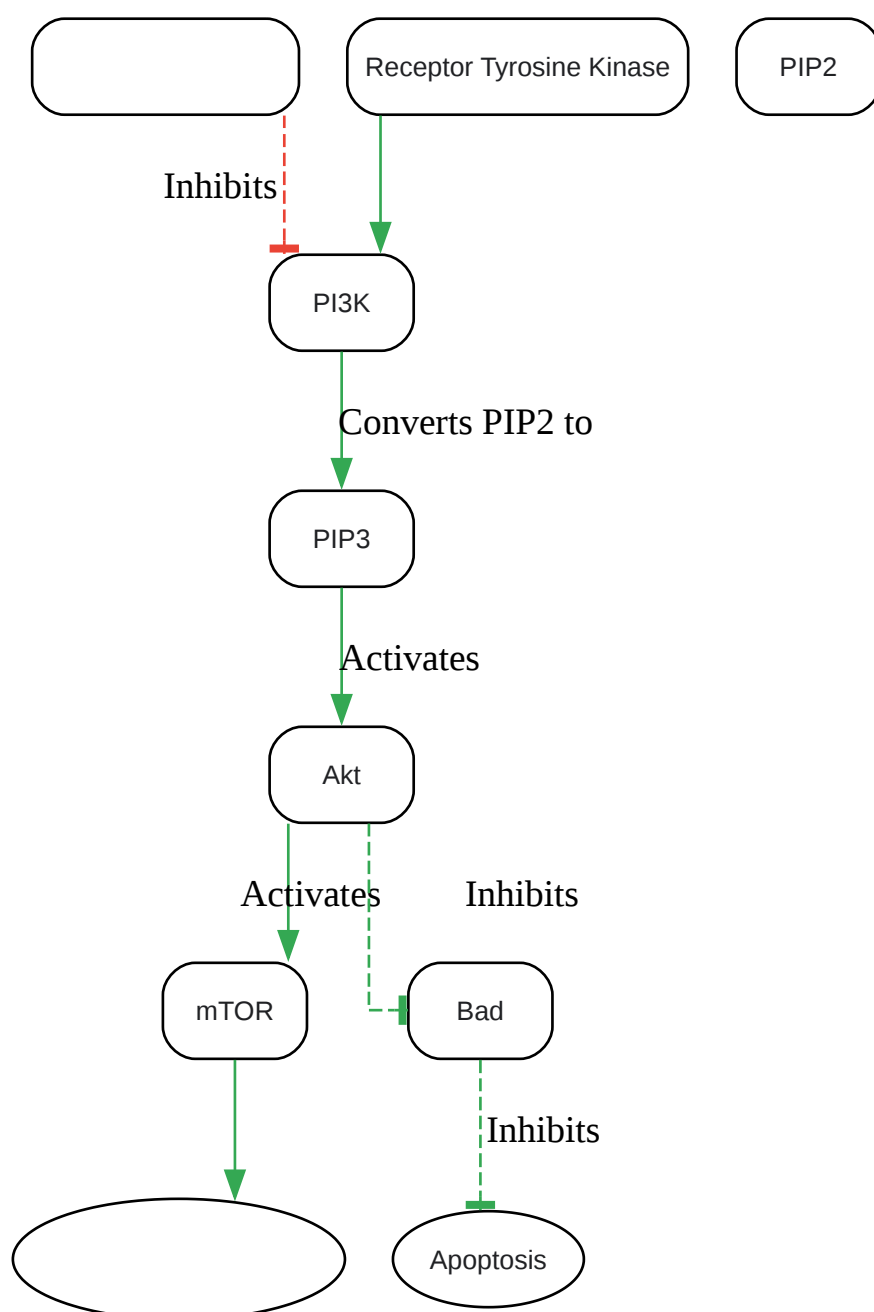 Receptor Tyrosine Kinase
PIP2
Inhibits
PI3K
Converts PIP2 to
PIP3
Activates
Akt
Activates
Inhibits
mTOR
Bad
Inhibits
Apoptosis